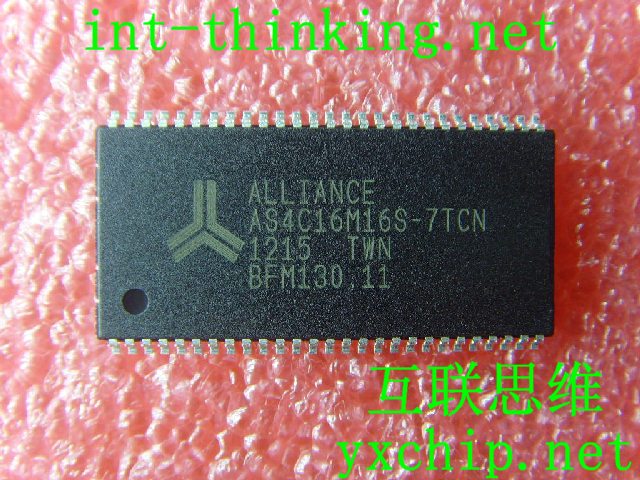 int-thinking.net
ALLIANCE
AS4C16M16S-7TCN
1215 TWN
BFM130.11
互联思维
yxchip.net